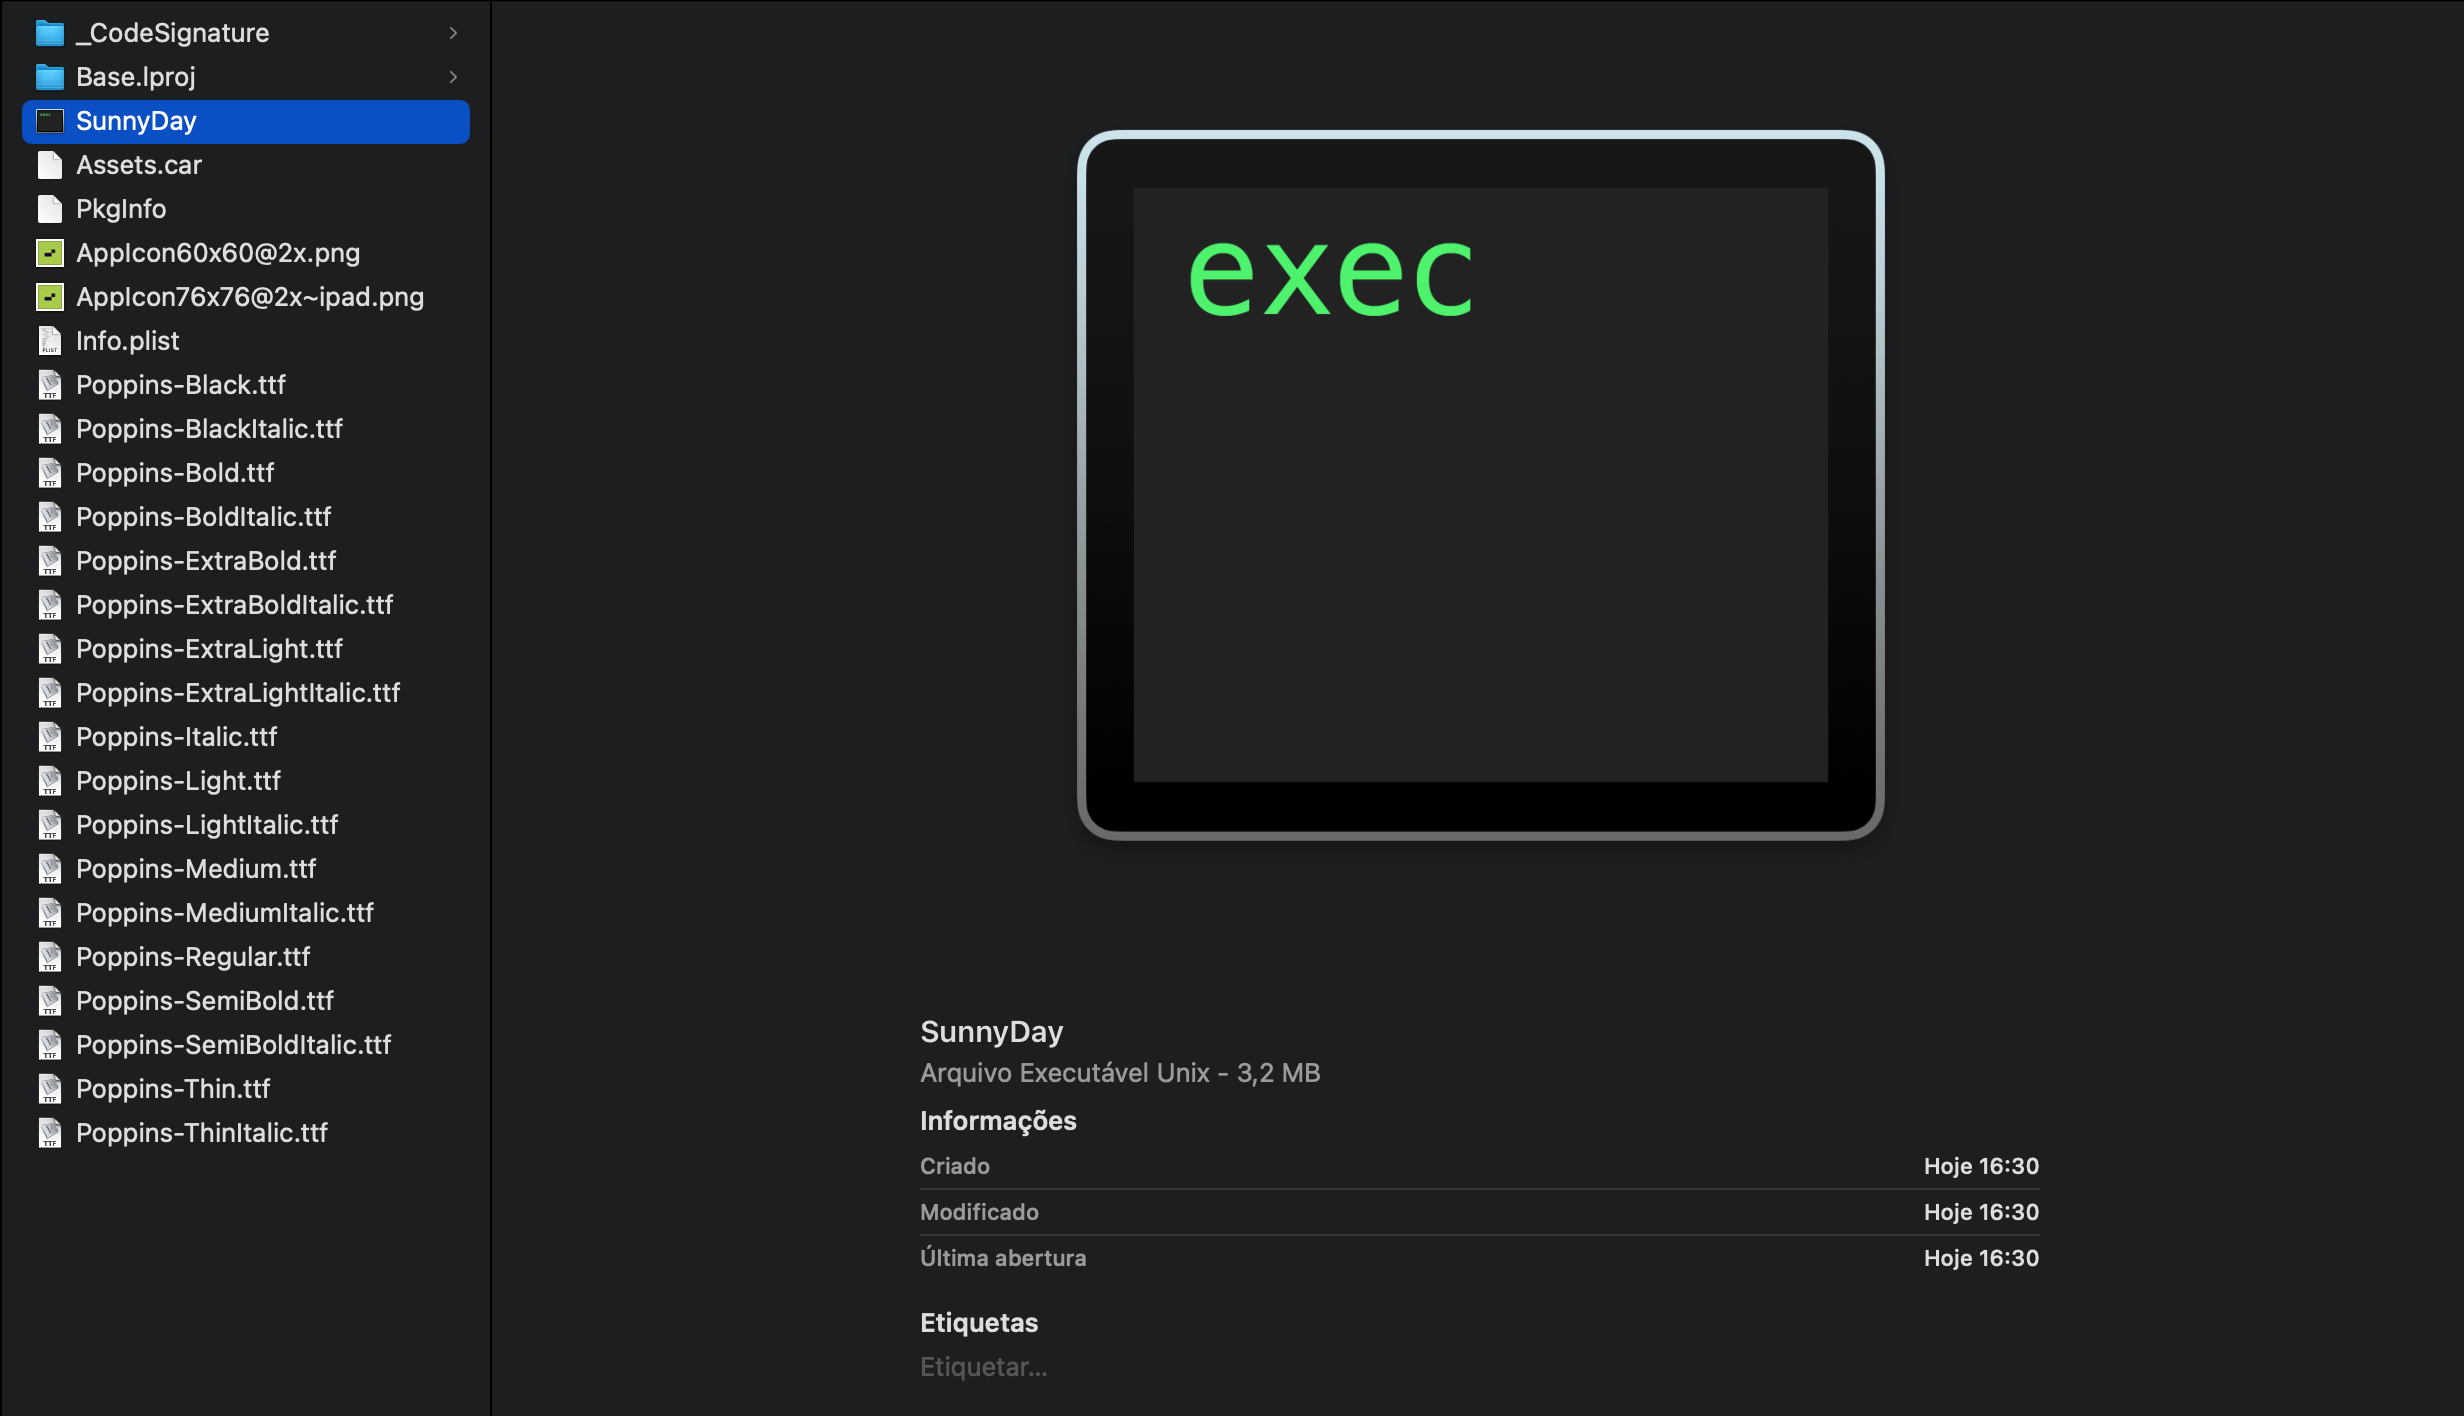 _CodeSignature
Base.lproj
SunnyDay
Assets.car
PkgInfo
AppIcon60x60@2x.png
AppIcon76x76@2x~ipad.png
Info.plist
Poppins-Black.ttf
Poppins-BlackItalic.ttf
Poppins-Bold.ttf
Poppins-BoldItalic.ttf
Poppins-ExtraBold.ttf
Poppins-ExtraBoldItalic.ttf
Poppins-ExtraLight.ttf
Poppins-ExtraLightItalic.ttf
Poppins-Italic.ttf
Poppins-Light.ttf
Poppins-LightItalic.ttf
Poppins-Medium.ttf
Poppins-MediumItalic.ttf
Poppins-Regular.ttf
Poppins-SemiBold.ttf
Poppins-SemiBoldItalic.ttf
Poppins-Thin.ttf
Poppins-ThinItalic.ttf
exec
SunnyDay
Arquivo Executável Unix - 3,2 MB
Informações
Criado Hoje 16:30
Modificado Hoje 16:30
Última abertura Hoje 16:30
Etiquetas
Etiquetar...